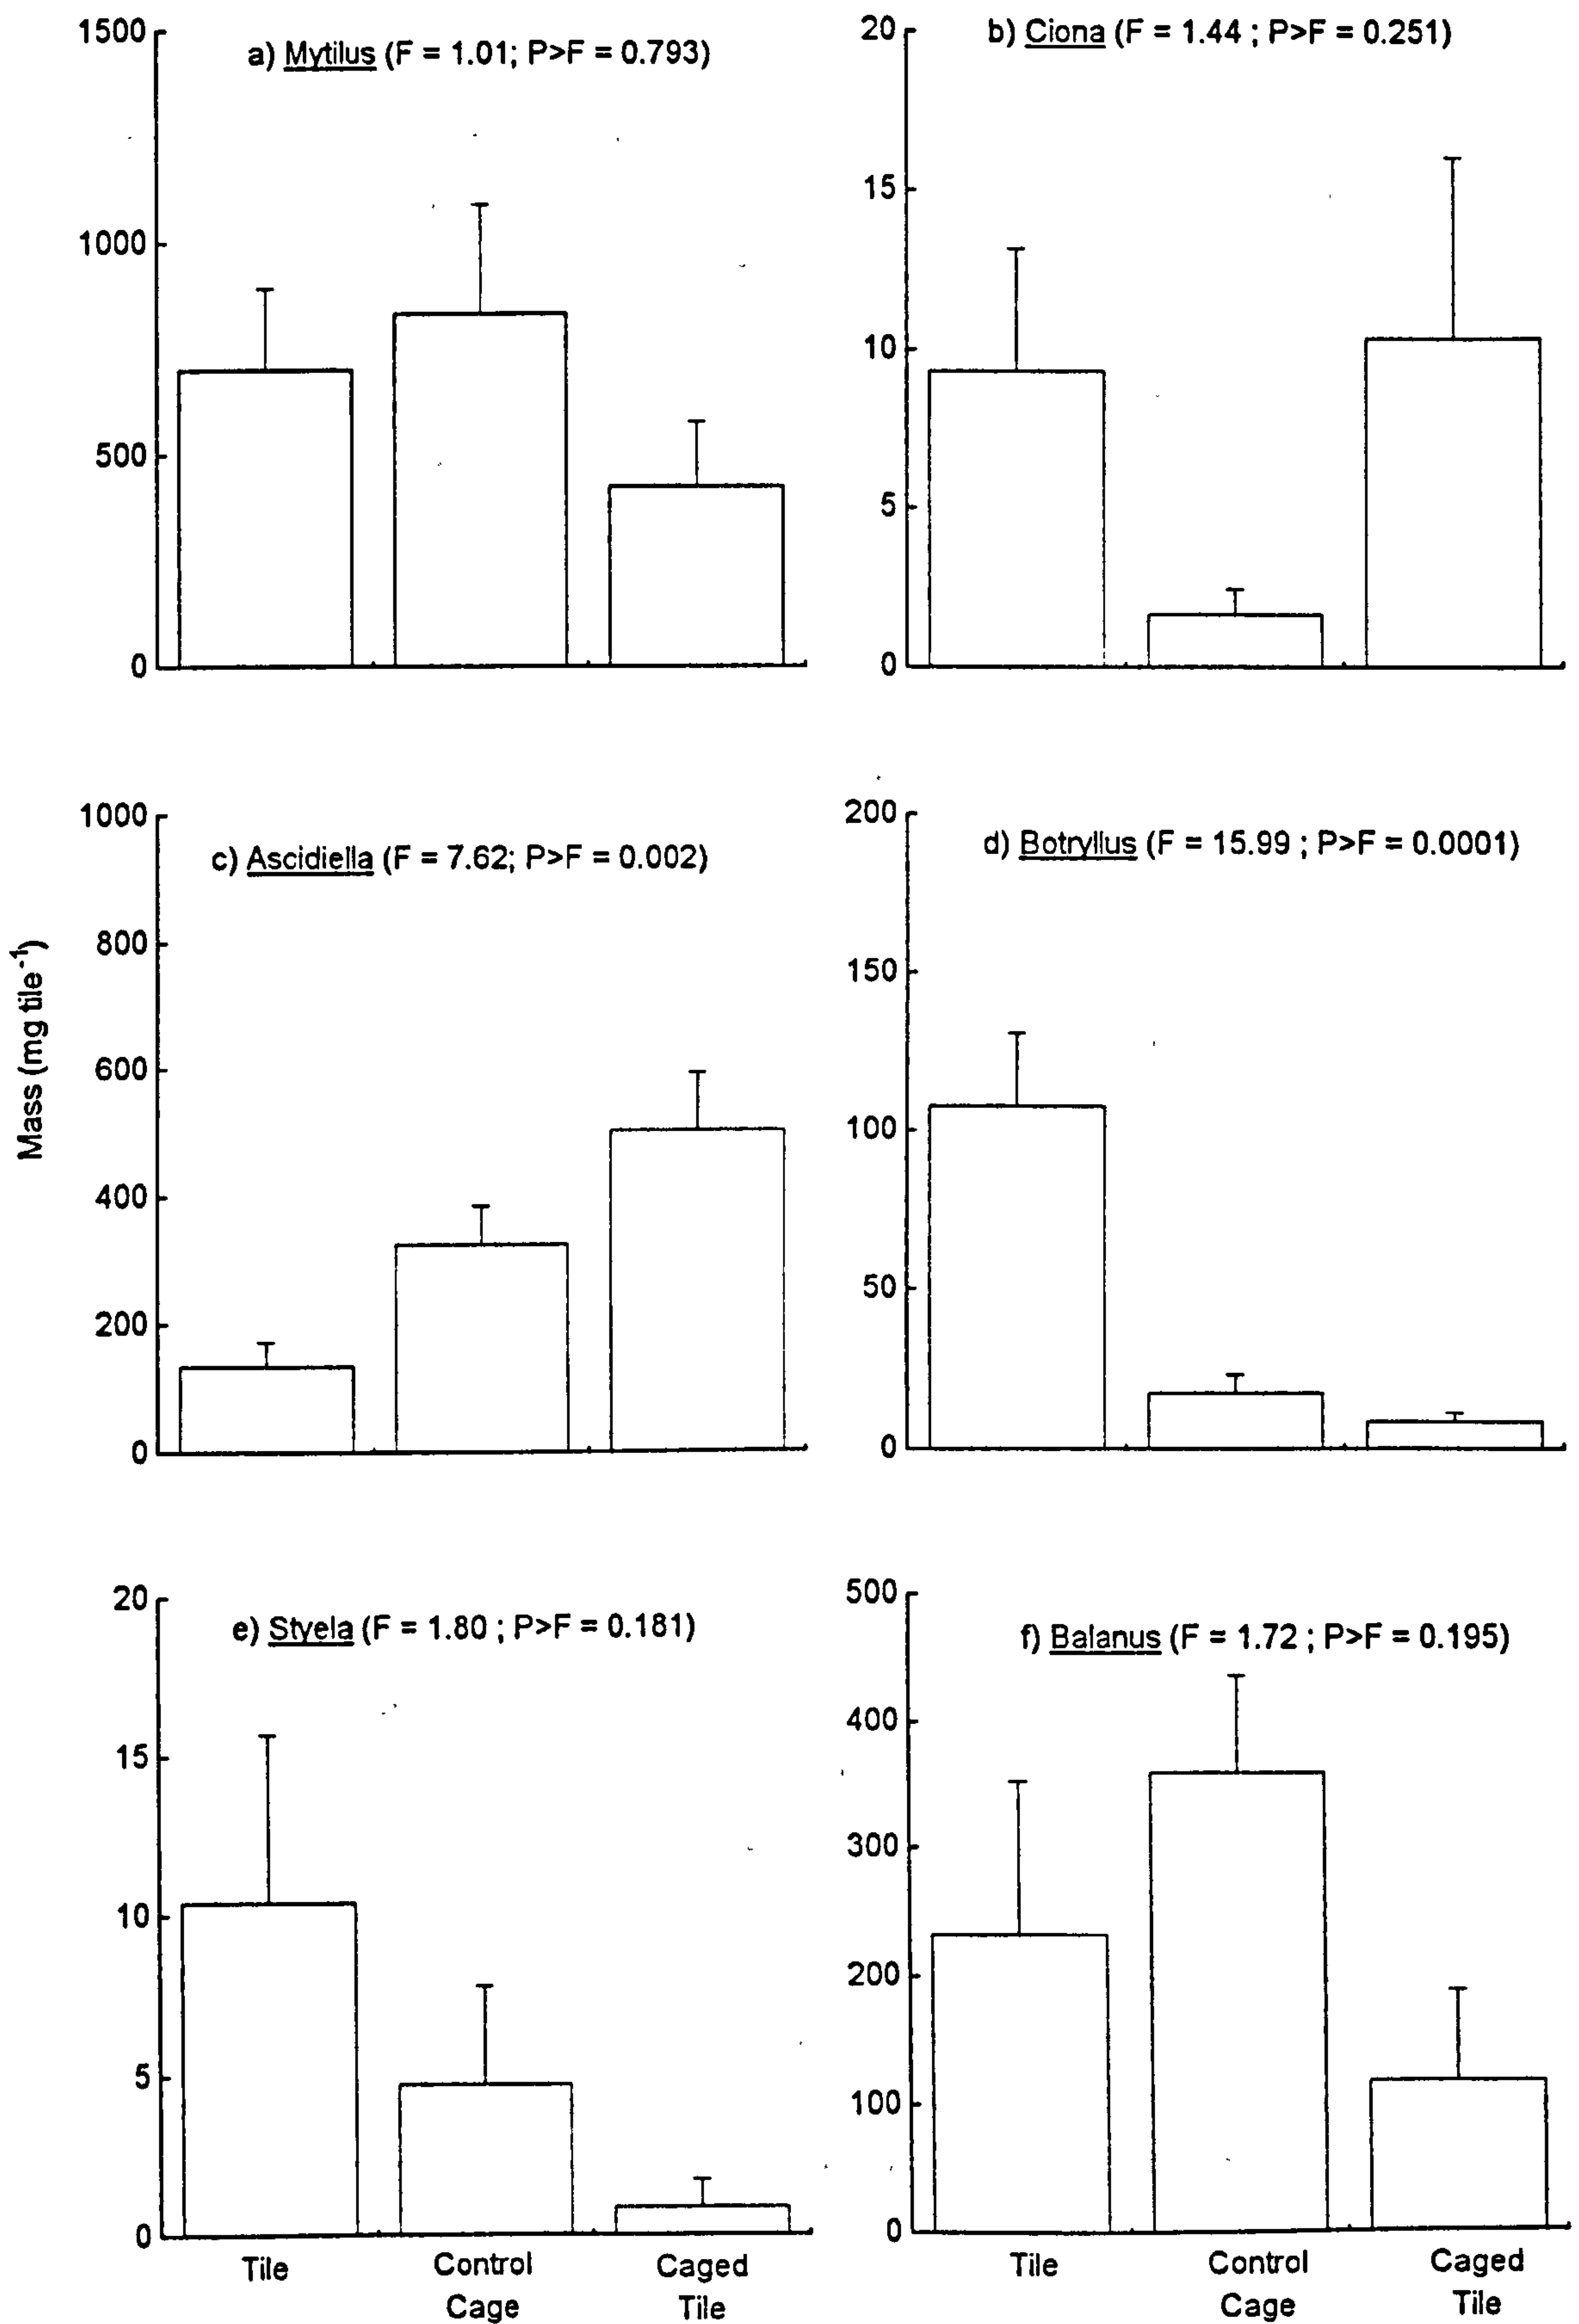 a) Mytilus (F = 1.01; P>F = 0.793)
1500
1000
500
0
b) Ciona (F = 1.44 ; P>F = 0.251)
20
15
10
5
0
Mass (mg tile⁻¹)
c) Ascidiella (F = 7.62; P>F = 0.002)
1000
800
600
400
200
0
d) Botryllus (F = 15.99 ; P>F = 0.0001)
200
150
100
50
0
e) Styela (F = 1.80 ; P>F = 0.181)
20
15
10
5
0
Tile
Control
Cage
Caged
Tile
f) Balanus (F = 1.72 ; P>F = 0.195)
500
400
300
200
100
0
Tile
Control
Cage
Caged
Tile